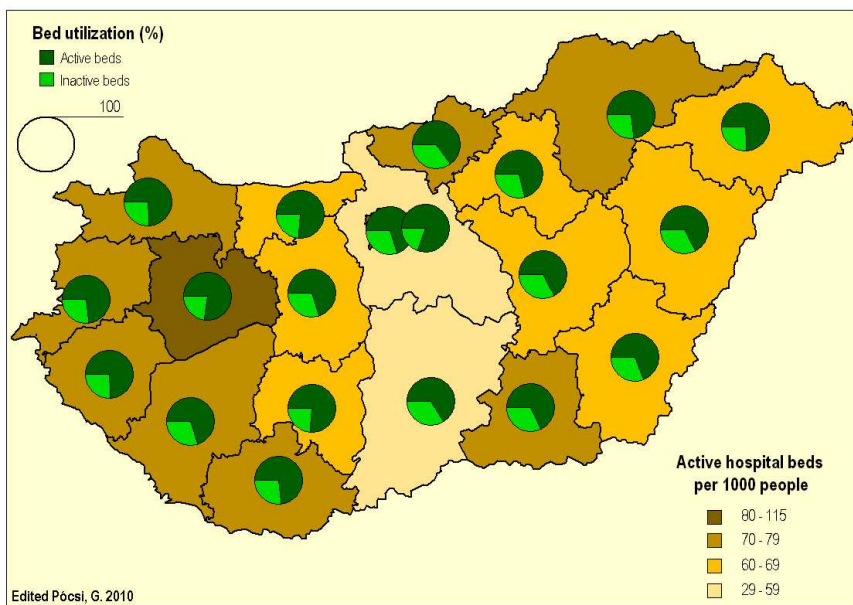 Bed utilization (%)
Active beds
Inactive beds
100
Active hospital beds
per 1000 people
80 - 115
70 - 79
60 - 69
29 - 59
Edited Pócsi, G. 2010